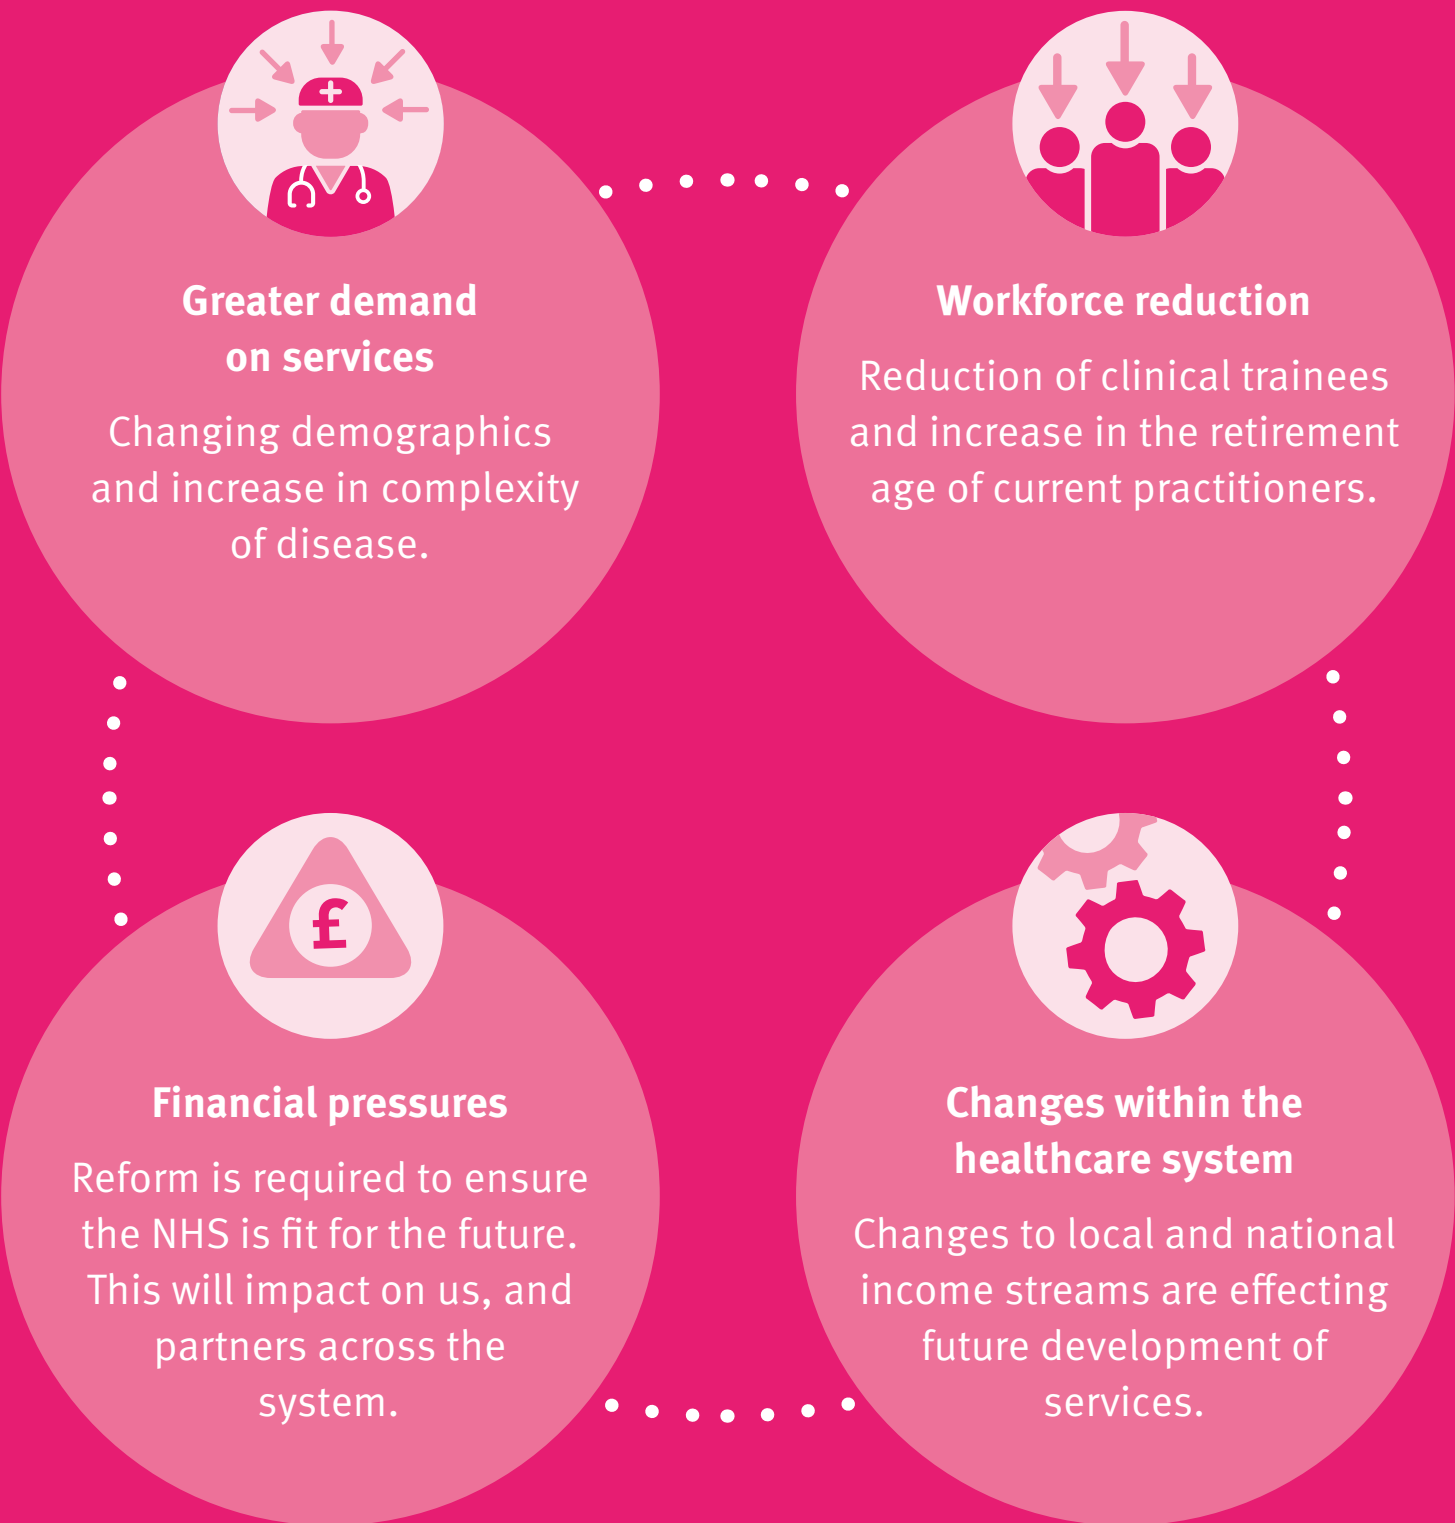 Greater demand
on services
Changing demographics
and increase in complexity
of disease.
Workforce reduction
Reduction of clinical trainees
and increase in the retirement
age of current practitioners.
£
Financial pressures
Reform is required to ensure
the NHS is fit for the future.
This will impact on us, and
partners across the
system.
Changes within the
healthcare system
Changes to local and national
income streams are effecting
future development of
services.